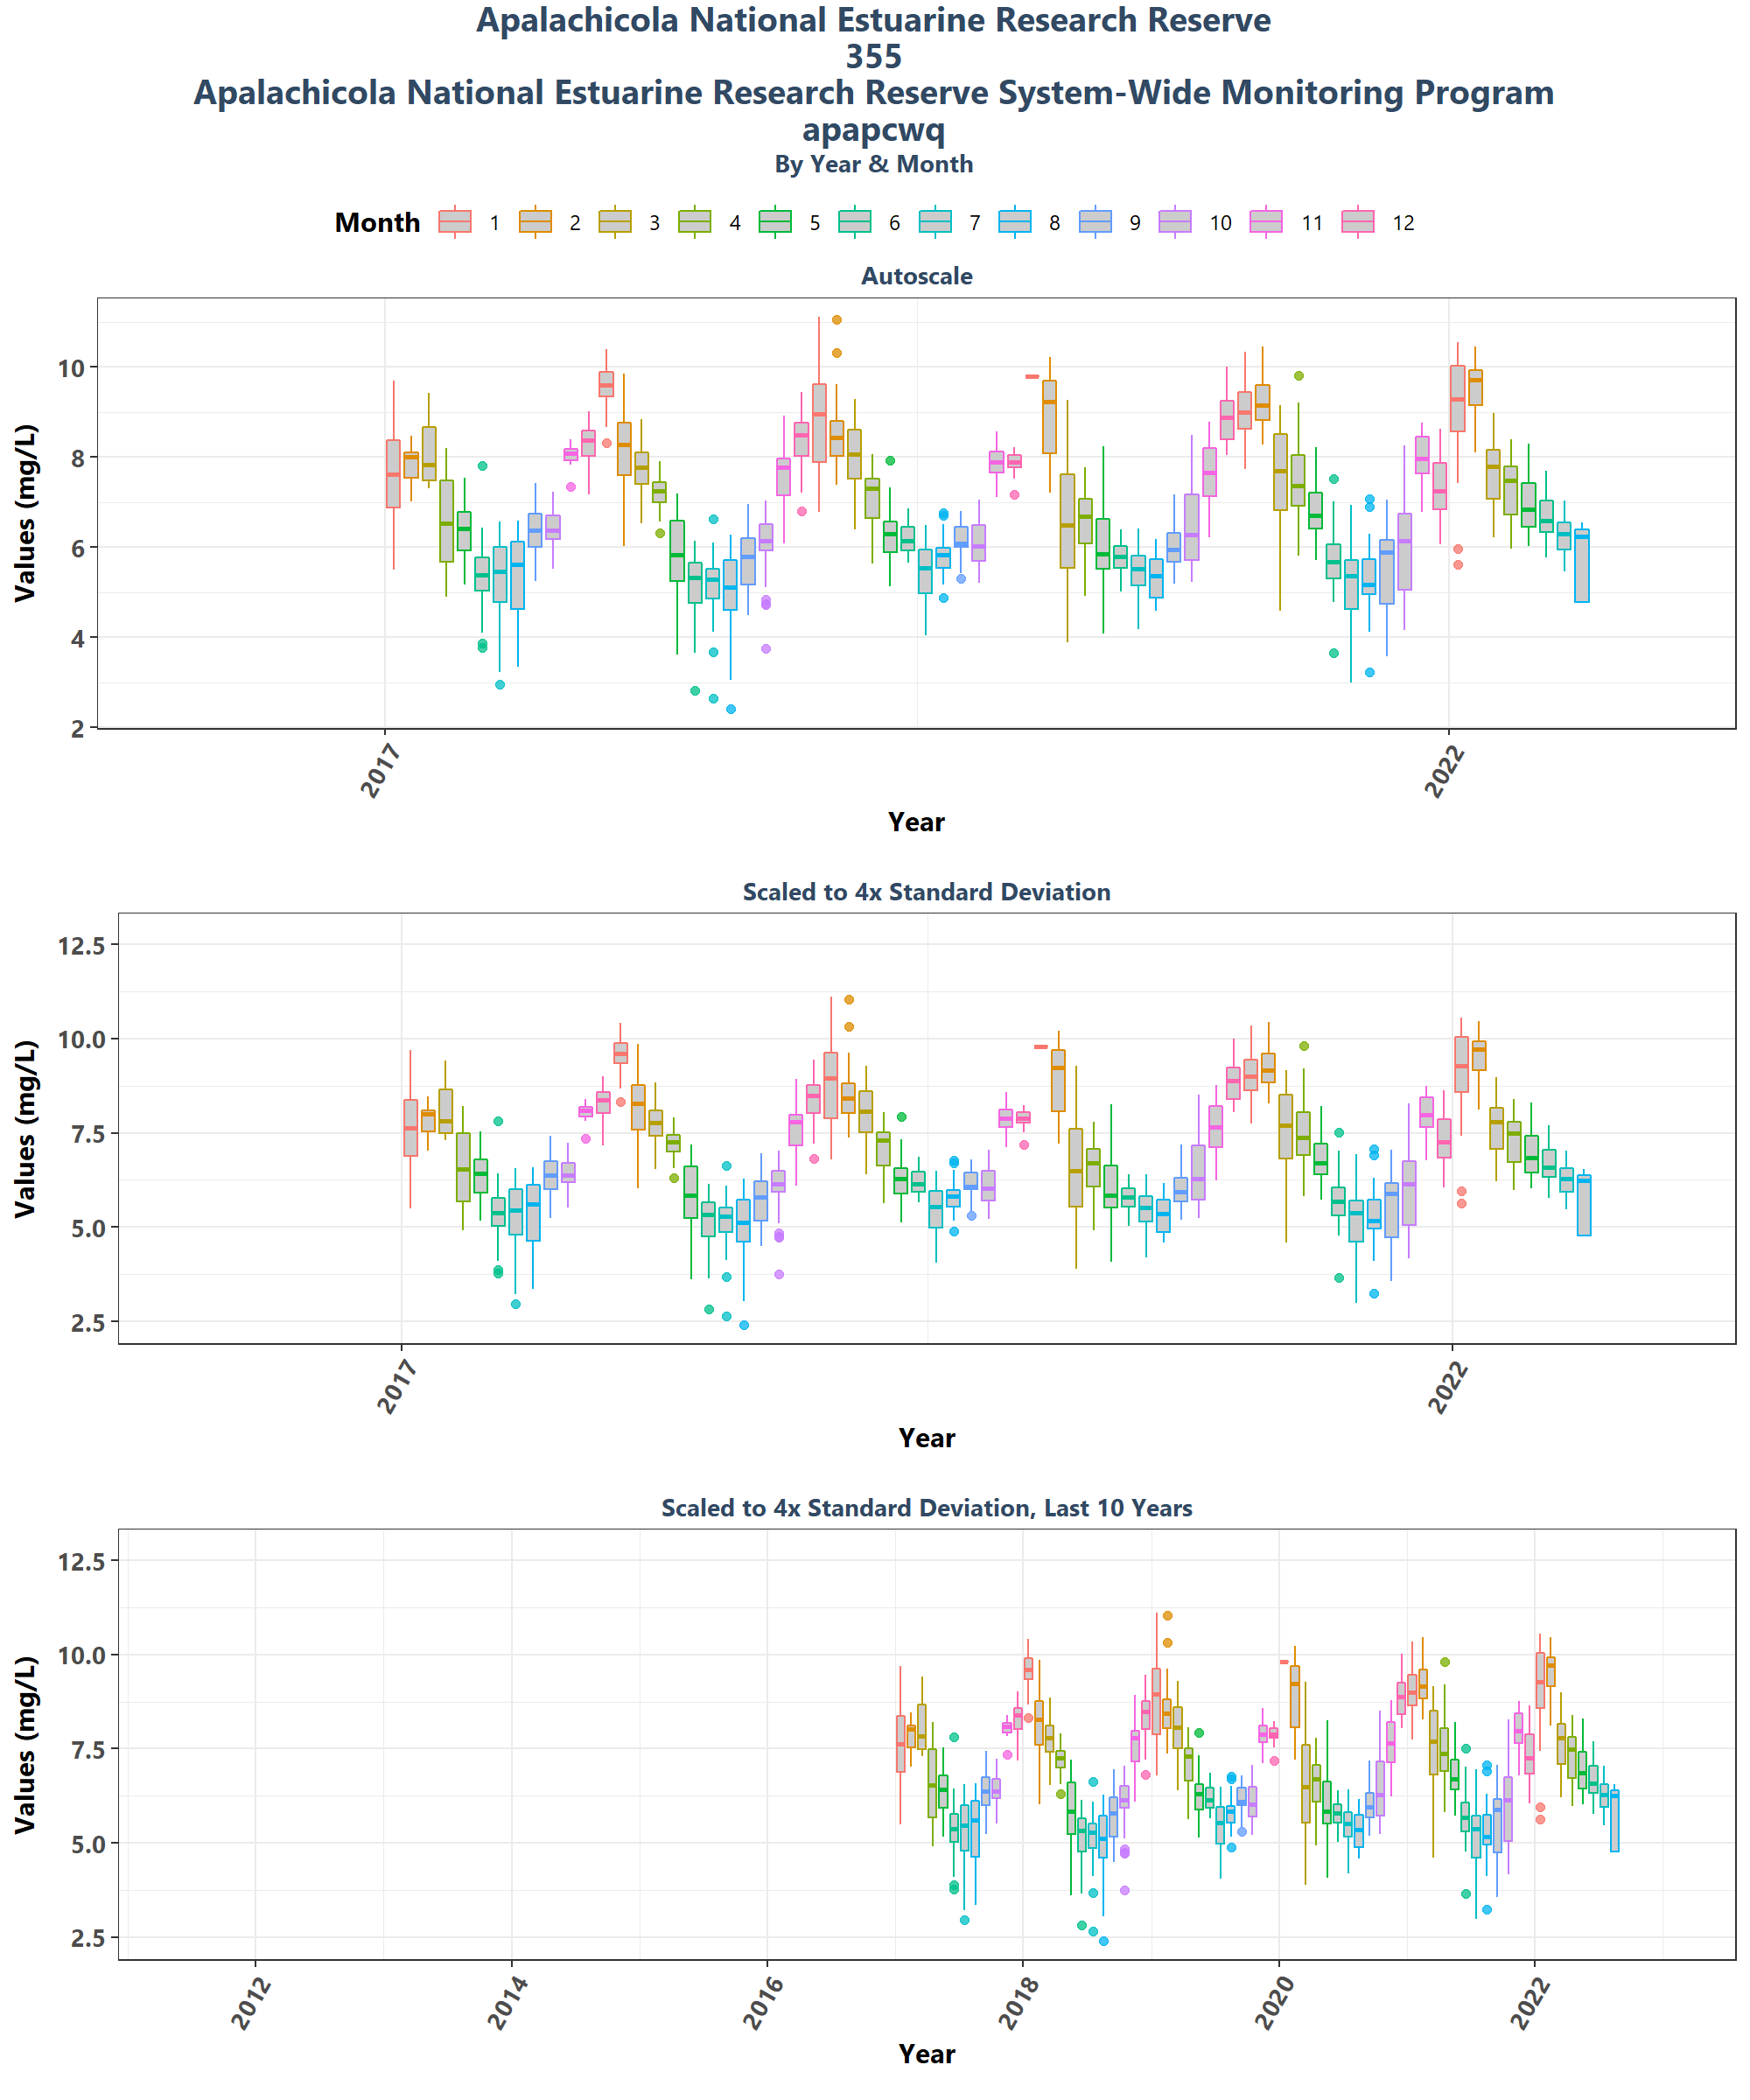 Apalachicola National Estuarine Research Reserve
355
Apalachicola National Estuarine Research Reserve System-Wide Monitoring Program
apapcwq
By Year & Month
Month 1 2 3 4 5 6 7 8 9 10 11 12
Autoscale
Values (mg/L)
10
8
6
4
2
2017 2022
Year
Scaled to 4x Standard Deviation
Values (mg/L)
12.5
10.0
7.5
5.0
2.5
2017 2022
Year
Scaled to 4x Standard Deviation, Last 10 Years
Values (mg/L)
12.5
10.0
7.5
5.0
2.5
2012 2014 2016 2018 2020 2022
Year